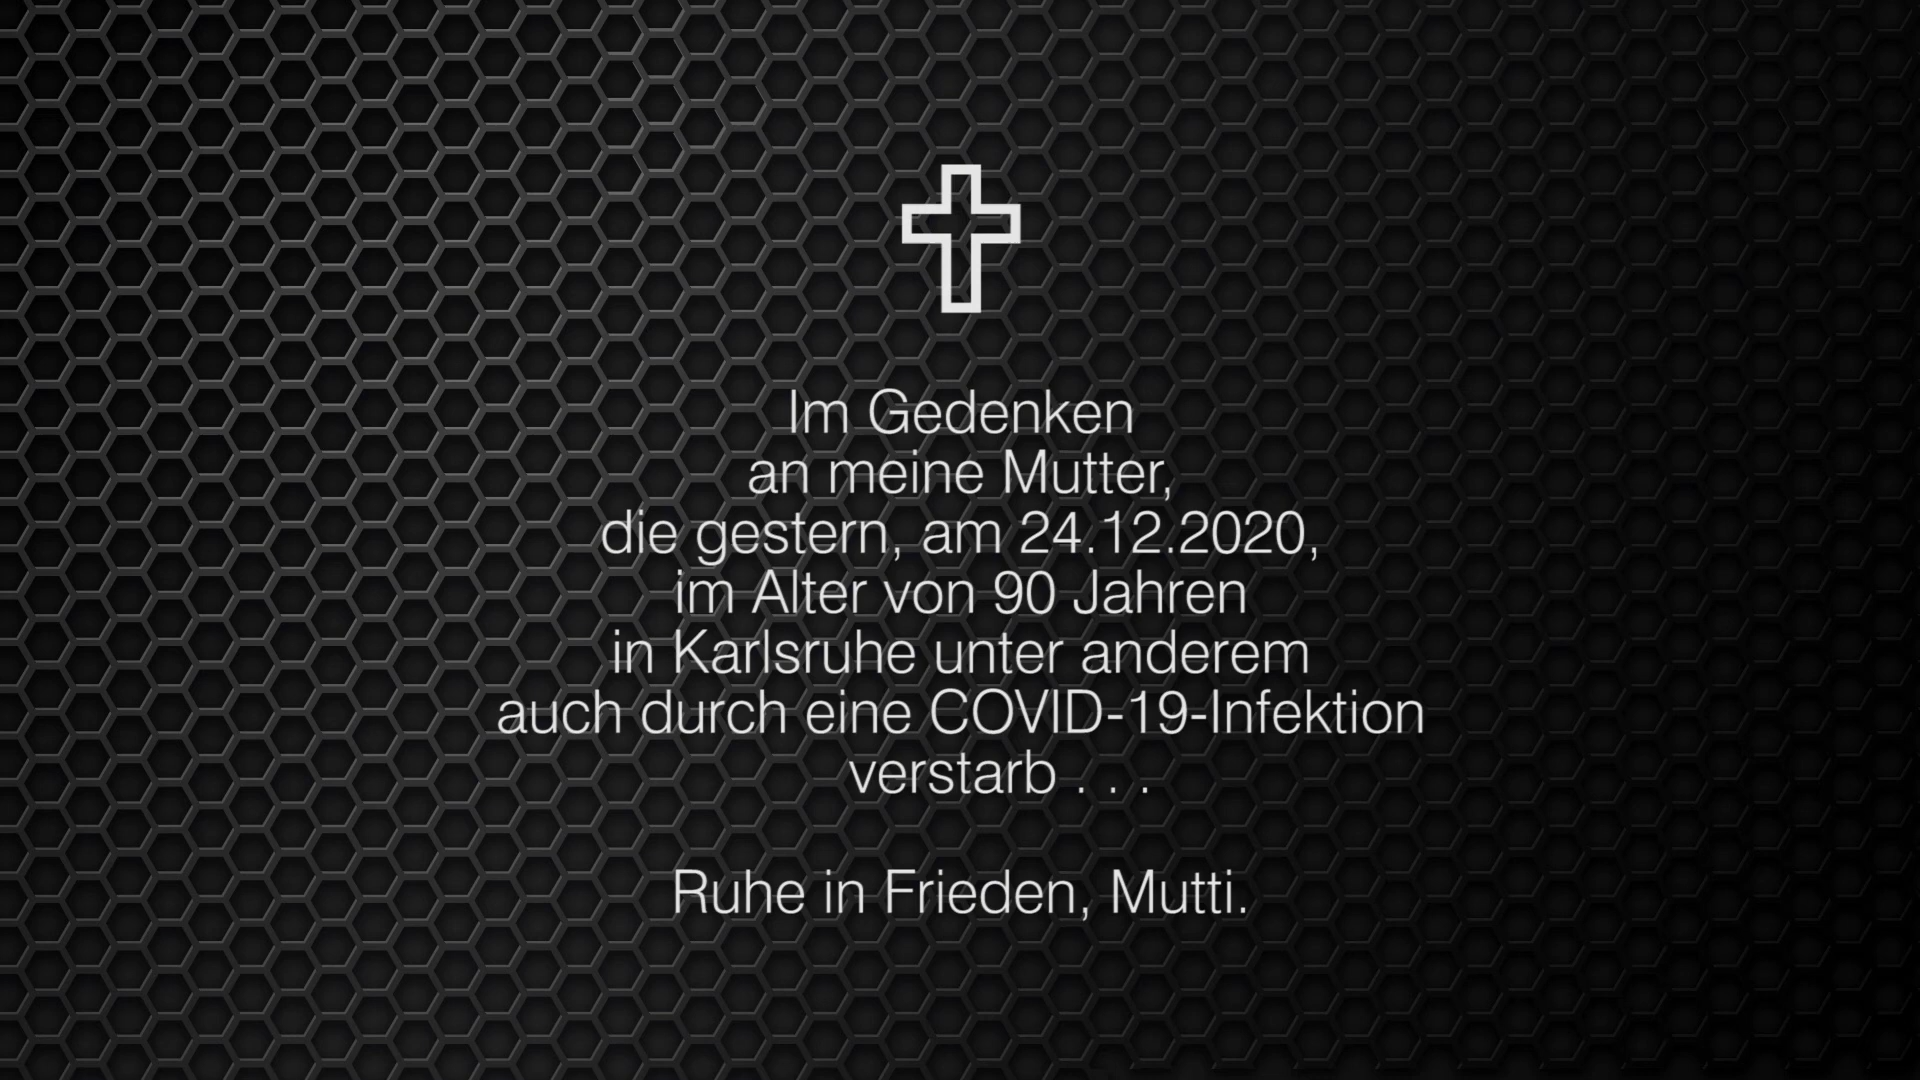 Im Gedenken
an meine Mutter,
die gestern, am 24.12.2020,
im Alter von 90 Jahren
in Karlsruhe unter anderem
auch durch eine COVID-19-Infektion
verstarb . . .
Ruhe in Frieden, Mutti.